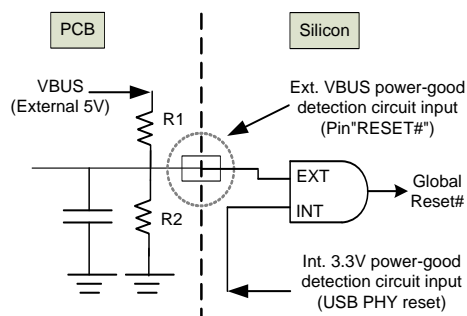 PCB
Silicon
VBUS
(External 5V)
R1
R2
Ext. VBUS power-good
detection circuit input
(Pin"RESET#")
EXT
INT
Global
Reset#
Int. 3.3V power-good
detection circuit input
(USB PHY reset)